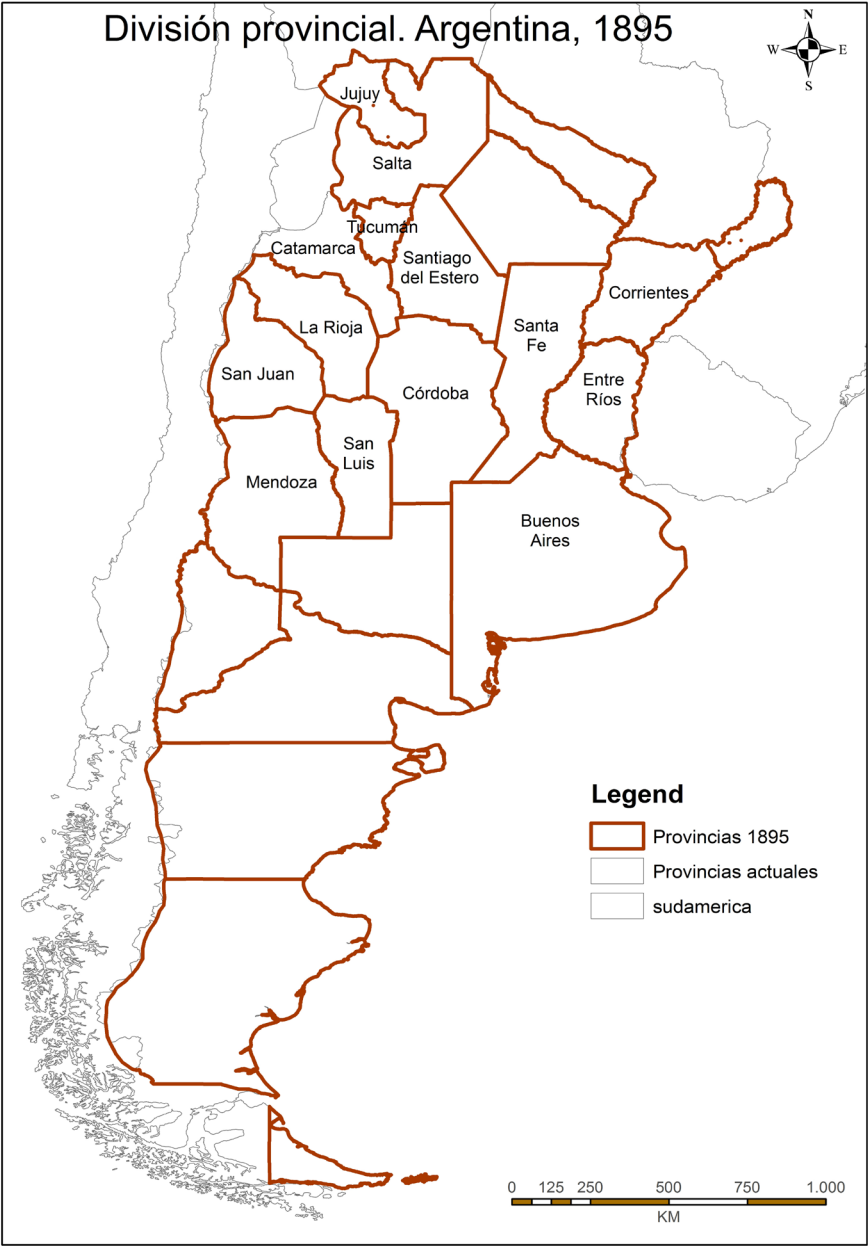 División provincial. Argentina, 1895
N
W
E
S
Jujuy
Salta
Tucumán
Catamarca
Santiago
del Estero
Corrientes
La Rioja
Santa
Fe
San Juan
Córdoba
Entre
Ríos
San
Luis
Mendoza
Buenos
Aires
Legend
Provincias 1895
Provincias actuales
sudamerica
0 125 250 500 750 1.000
KM